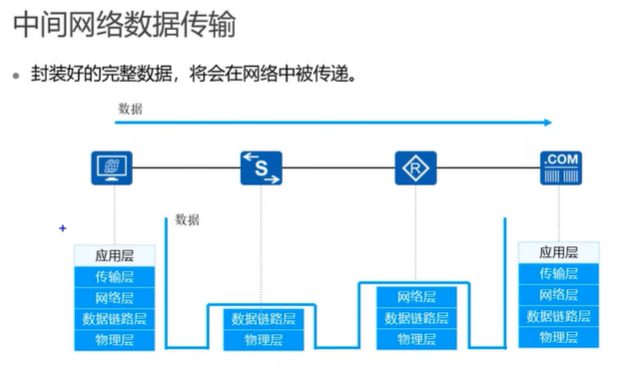 中间网络数据传输
封装好的完整数据，将会在网络中被传递。
数据
S
R
.COM
数据
应用层
传输层
网络层
数据链路层
物理层
数据链路层
物理层
网络层
数据链路层
物理层
应用层
传输层
网络层
数据链路层
物理层